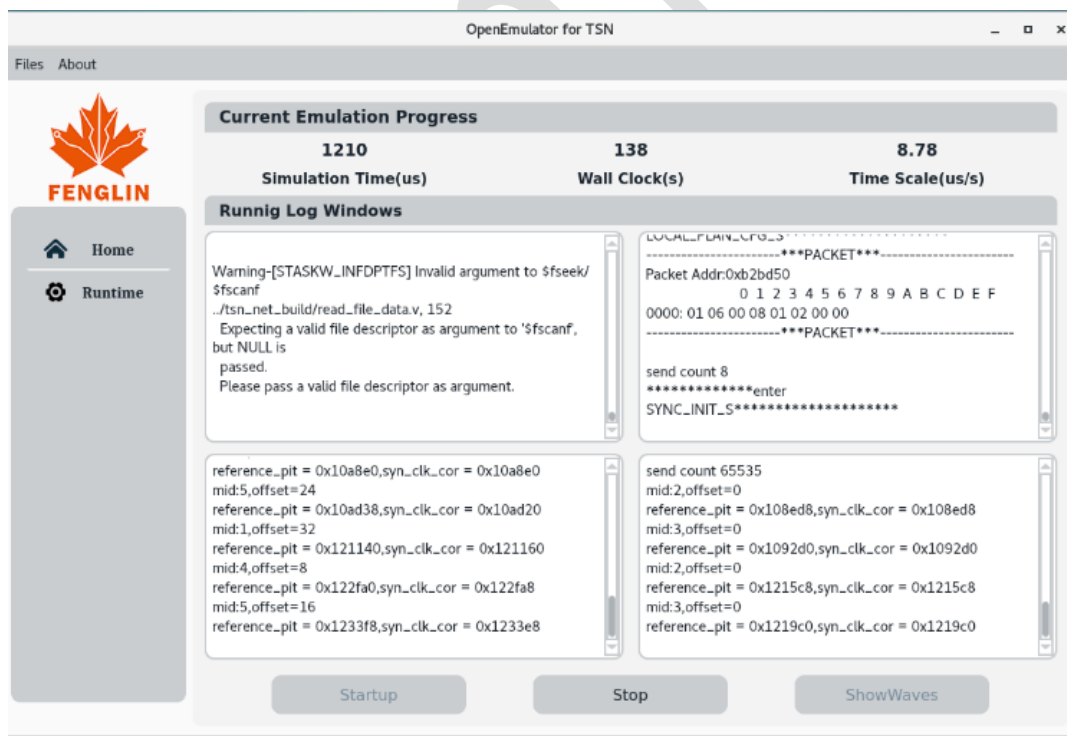 OpenEmulator for TSN
Files About
FENGLIN
Home
Runtime
Current Emulation Progress
1210 138 8.78
Simulation Time(us) Wall Clock(s) Time Scale(us/s)
Runnig Log Windows
Warning-[STASKW_INFDPTFS] Invalid argument to $fseek/
$fscanf
../tsn_net_build/read_file_data.v, 152
Expecting a valid file descriptor as argument to '$fscanf',
but NULL is
passed.
Please pass a valid file descriptor as argument.
LOCAL_PLAN_CFG_S********************
-----------------------***PACKET***-----------------------
Packet Addr:0xb2bd50
0 1 2 3 4 5 6 7 8 9 A B C D E F
0000: 01 06 00 08 01 02 00 00
-----------------------***PACKET***-----------------------
send count 8
*************enter
SYNC_INIT_S********************
reference_pit = 0x10a8e0,syn_clk_cor = 0x10a8e0
mid:5,offset=24
reference_pit = 0x10ad38,syn_clk_cor = 0x10ad20
mid:1,offset=32
reference_pit = 0x121140,syn_clk_cor = 0x121160
mid:4,offset=8
reference_pit = 0x122fa0,syn_clk_cor = 0x122fa8
mid:5,offset=16
reference_pit = 0x1233f8,syn_clk_cor = 0x1233e8
send count 65535
mid:2,offset=0
reference_pit = 0x108ed8,syn_clk_cor = 0x108ed8
mid:3,offset=0
reference_pit = 0x1092d0,syn_clk_cor = 0x1092d0
mid:2,offset=0
reference_pit = 0x1215c8,syn_clk_cor = 0x1215c8
mid:3,offset=0
reference_pit = 0x1219c0,syn_clk_cor = 0x1219c0
Startup Stop ShowWaves